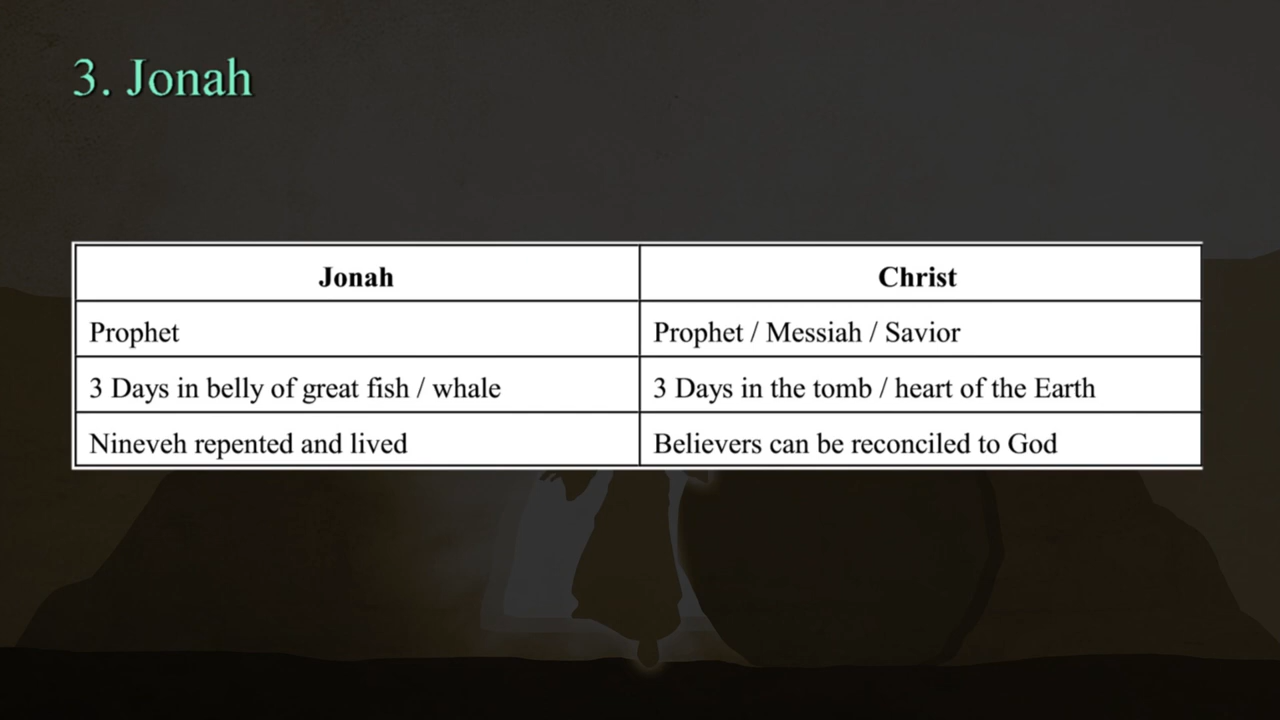 3. Jonah
Jonah
Christ
Prophet
Prophet / Messiah / Savior
3 Days in belly of great fish / whale
3 Days in the tomb / heart of the Earth
Nineveh repented and lived
Believers can be reconciled to God